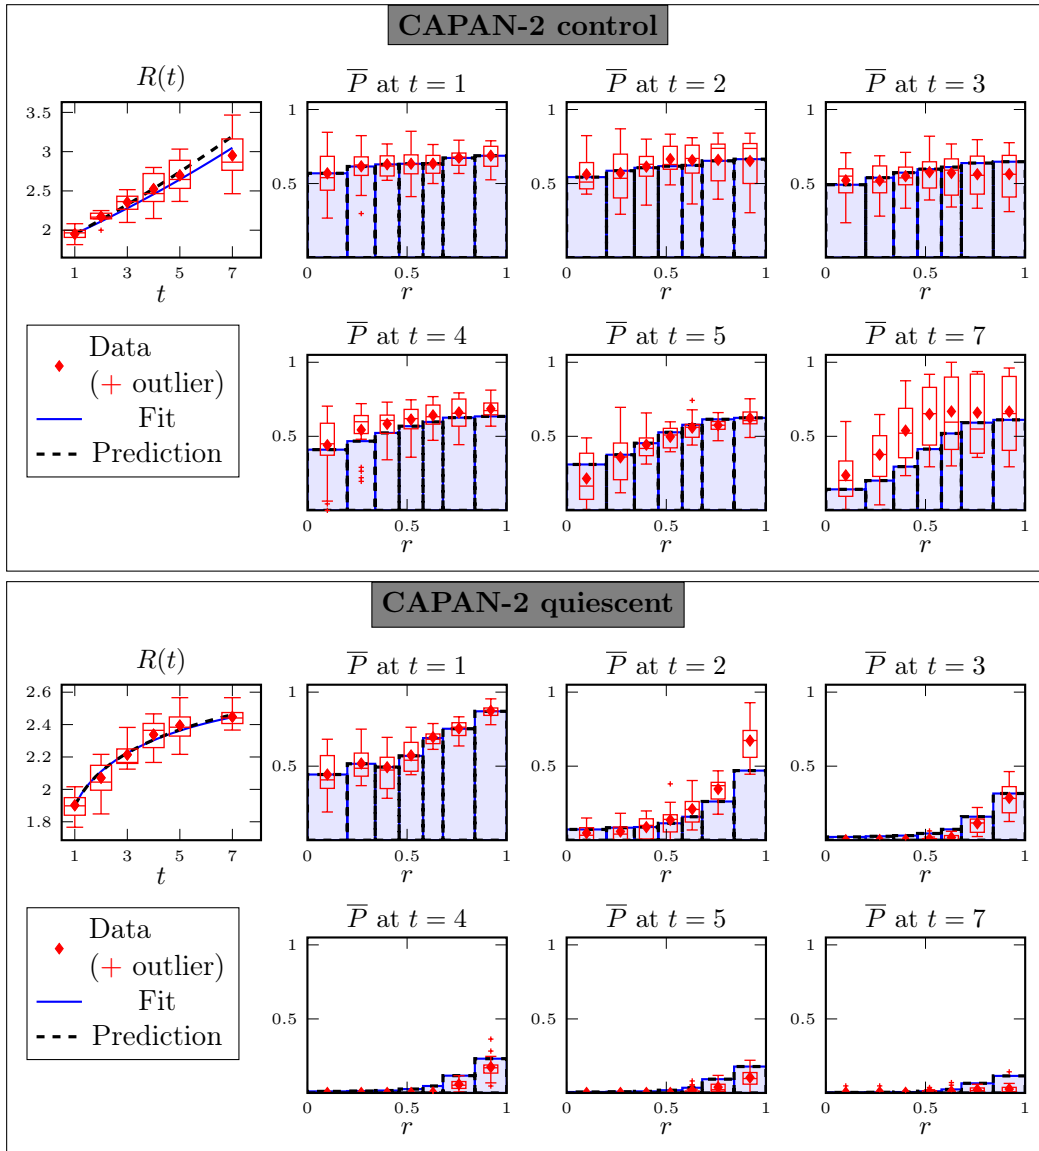 CAPAN-2 control
R(t)
P̅ at t = 1
P̅ at t = 2
P̅ at t = 3
3.5
3
2.5
2
1 3 5 7
t
1
0.5
0 0.5 1
r
1
0.5
0 0.5 1
r
1
0.5
0 0.5 1
r
Data
(+ outlier)
Fit
Prediction
P̅ at t = 4
P̅ at t = 5
P̅ at t = 7
1
0.5
0 0.5 1
r
1
0.5
0 0.5 1
r
1
0.5
0 0.5 1
r
CAPAN-2 quiescent
R(t)
P̅ at t = 1
P̅ at t = 2
P̅ at t = 3
2.6
2.4
2.2
2
1.8
1 3 5 7
t
1
0.5
0 0.5 1
r
1
0.5
0 0.5 1
r
1
0.5
0 0.5 1
r
Data
(+ outlier)
Fit
Prediction
P̅ at t = 4
P̅ at t = 5
P̅ at t = 7
1
0.5
0 0.5 1
r
1
0.5
0 0.5 1
r
1
0.5
0 0.5 1
r